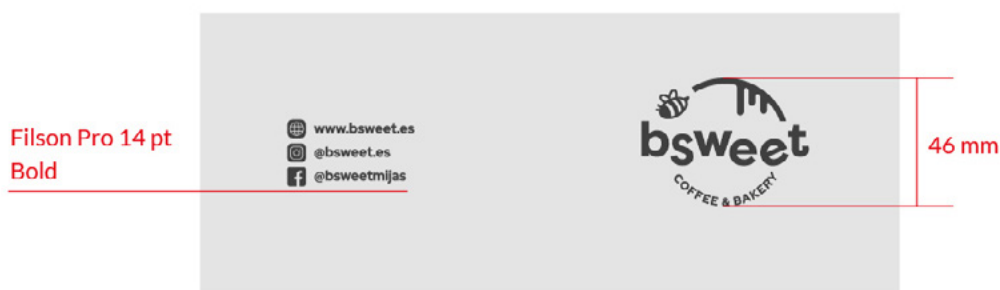 Filson Pro 14 pt
Bold
www.bsweet.es
@bsweet.es
@bsweetmijas
bsweet
COFFEE & BAKERY
46 mm